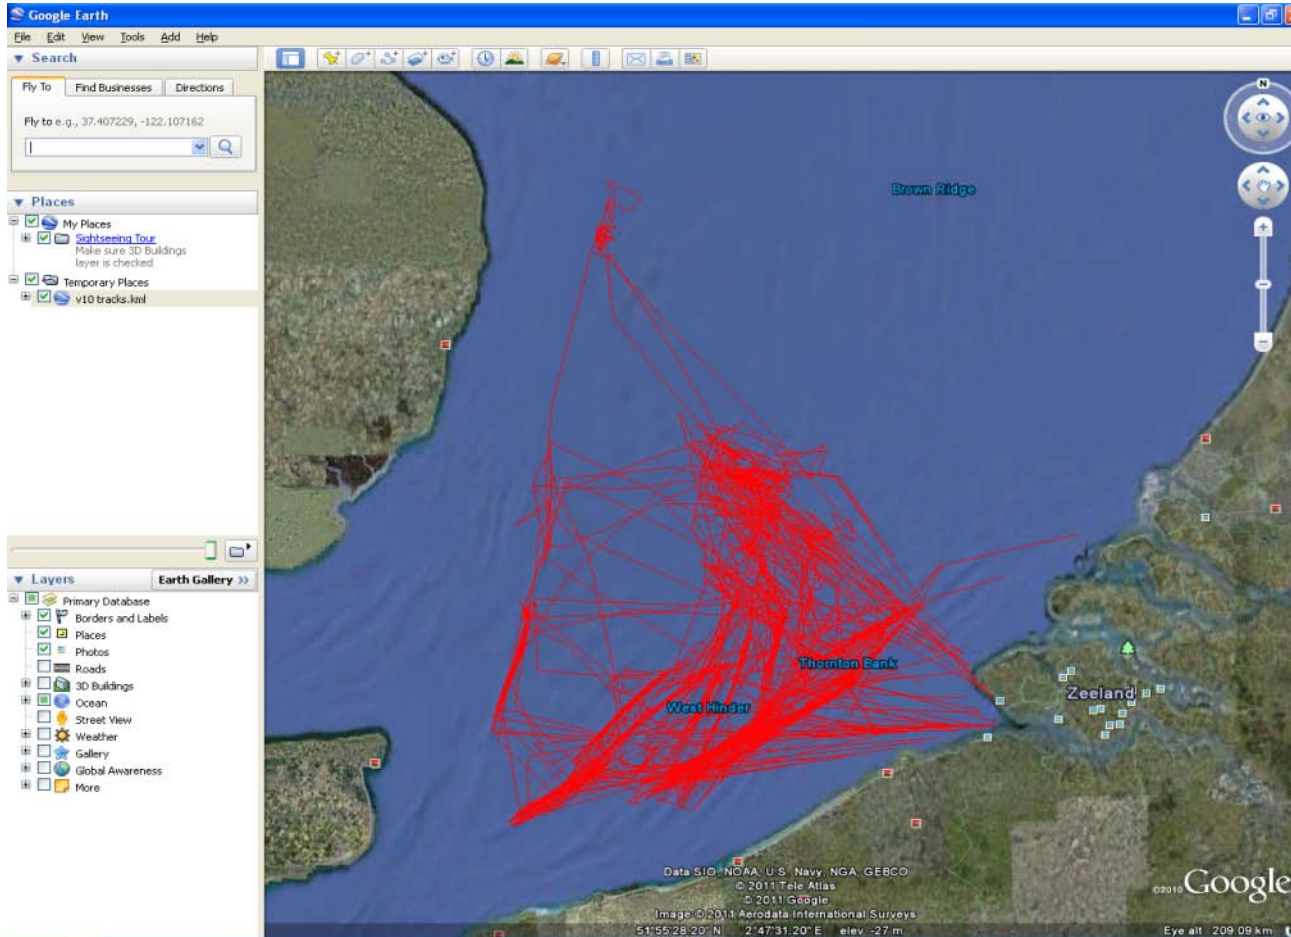 Google Earth
File Edit View Tools Add Help
Search
Fly To Find Businesses Directions
Fly to e.g., 37.407229, -122.107162
Places
My Places
Sightseeing Tour
Make sure 3D Buildings
layer is checked
Temporary Places
v10 tracks.kml
Layers
Earth Gallery >>
Primary Database
Borders and Labels
Places
Photos
Roads
3D Buildings
Ocean
Street View
Weather
Gallery
Global Awareness
More
N
Brown Ridge
Thornton Bank
Zeeland
West Hinder
Data SIO, NOAA, U.S. Navy, NGA, GEBCO
© 2011 Tele Atlas
© 2011 Google
Image © 2011 Aerodata International Surveys
©2010 Google
51°55'28.20" N 2°47'31.20" E elev -27 m
Eye alt 209.09 km